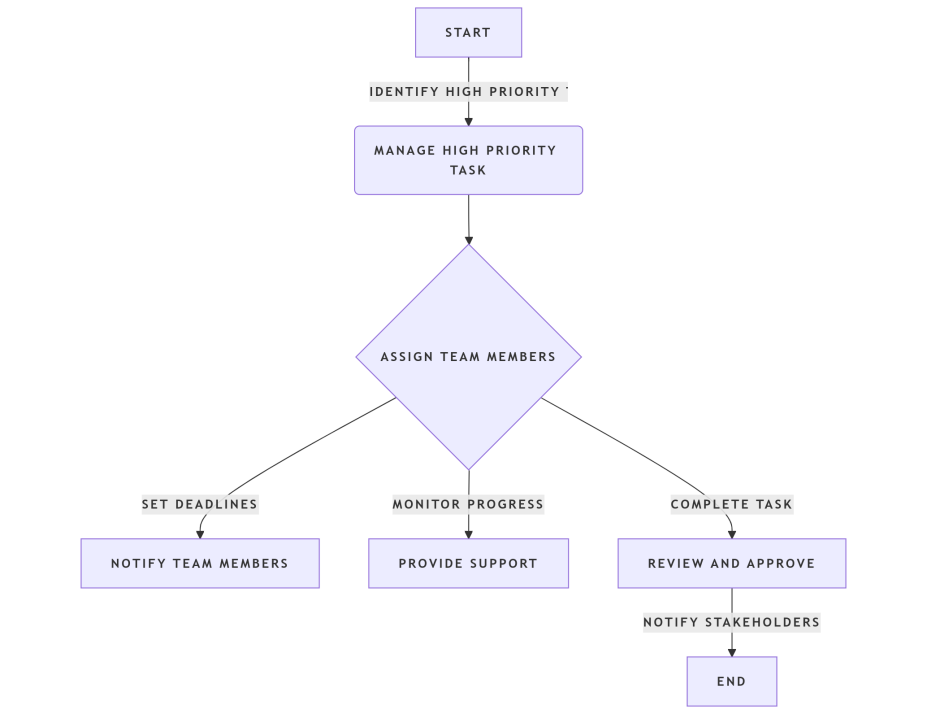 START
IDENTIFY HIGH PRIORITY
MANAGE HIGH PRIORITY
TASK
ASSIGN TEAM MEMBERS
SET DEADLINES
MONITOR PROGRESS
COMPLETE TASK
NOTIFY TEAM MEMBERS
PROVIDE SUPPORT
REVIEW AND APPROVE
NOTIFY STAKEHOLDERS
END